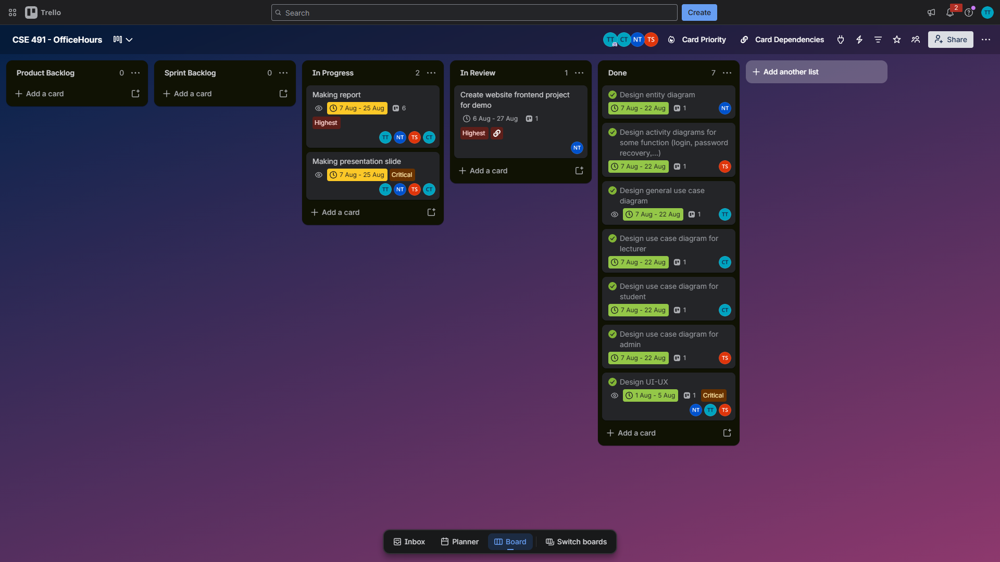 Trello
Search
Create
2
TT
CSE 491 - OfficeHours
TT CT NT TS
Card Priority
Card Dependencies
Share
Product Backlog 0
Add a card
Sprint Backlog 0
Add a card
In Progress 2
Making report
7 Aug - 25 Aug 6
Highest
TT NT TS CT
Making presentation slide
7 Aug - 25 Aug Critical
TT NT TS CT
Add a card
In Review 1
Create website frontend project
for demo
6 Aug - 27 Aug 1
Highest
NT
Add a card
Done 7
Design entity diagram
7 Aug - 22 Aug 1 NT
Design activity diagrams for
some function (login, password
recovery,...)
7 Aug - 22 Aug 1 TS
Design general use case
diagram
7 Aug - 22 Aug 1 TT
Design use case diagram for
lecturer
7 Aug - 22 Aug 1 CT
Design use case diagram for
student
7 Aug - 22 Aug 1 CT
Design use case diagram for
admin
7 Aug - 22 Aug 1 TS
Design UI-UX
1 Aug - 5 Aug 1 Critical
NT TT TS
Add a card
Add another list
Inbox
Planner
Board
Switch boards